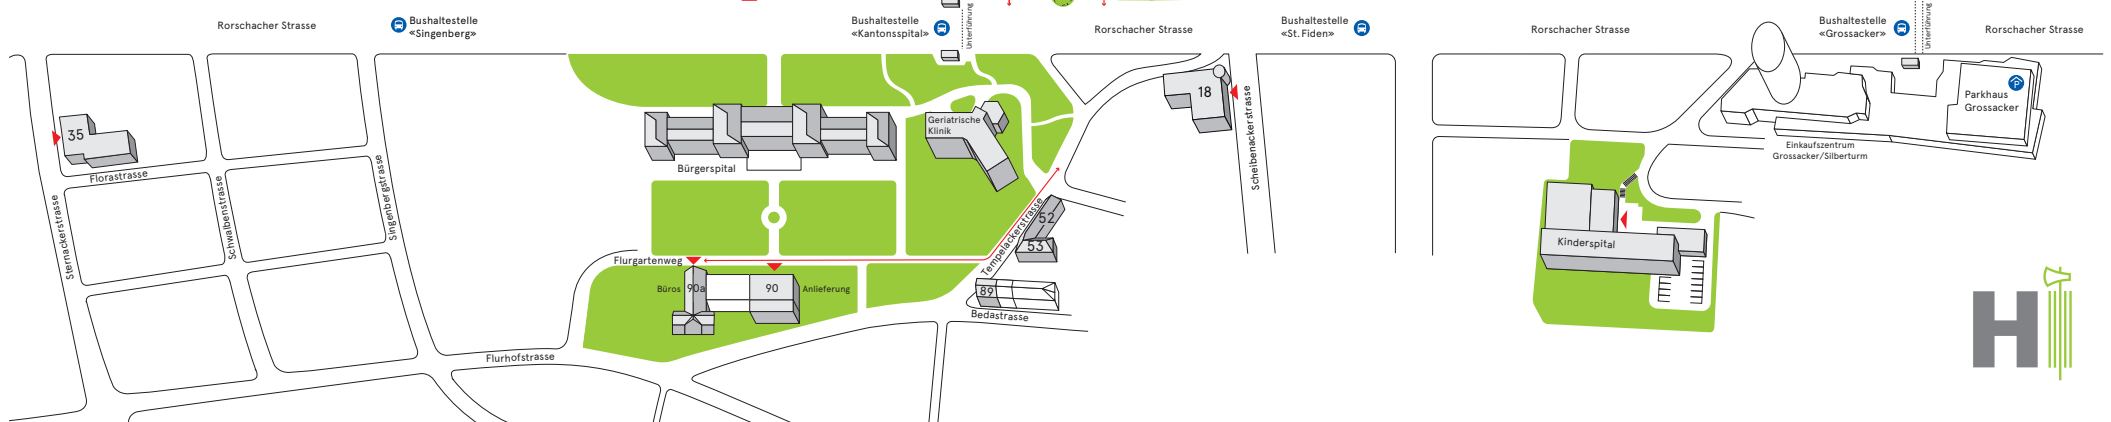 Rorschacher Strasse
Bushaltestelle
«Singenberg»
Bushaltestelle
«Kantonsspital»
Unterführung
Rorschacher Strasse
Bushaltestelle
«St. Fiden»
Rorschacher Strasse
Bushaltestelle
«Grossacker»
Unterführung
Rorschacher Strasse
35
Florastrasse
Sternackerstrasse
Schwalbenstrasse
Singenbergstrasse
Bürgerspital
Geriatrische
Klinik
18
Scheibenackerstrasse
P
Parkhaus
Grossacker
Einkaufszentrum
Grossacker/Silberturm
Kinderspital
52
53
Tempelackerstrasse
Flurgartenweg
Büros
90a
90
Anlieferung
89
Bedastrasse
Flurhofstrasse
H